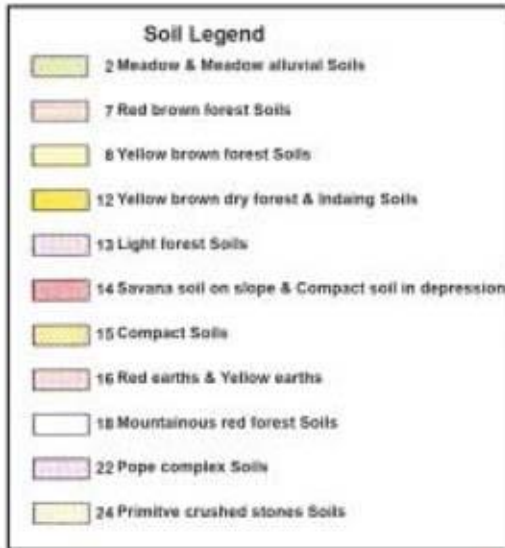 Soil Legend
2 Meadow & Meadow alluvial Soils
7 Red brown forest Soils
8 Yellow brown forest Soils
12 Yellow brown dry forest & Indaing Soils
13 Light forest Soils
14 Savana soil on slope & Compact soil in depression
15 Compact Soils
16 Red earths & Yellow earths
18 Mountainous red forest Soils
22 Pope complex Soils
24 Primitve crushed stones Soils